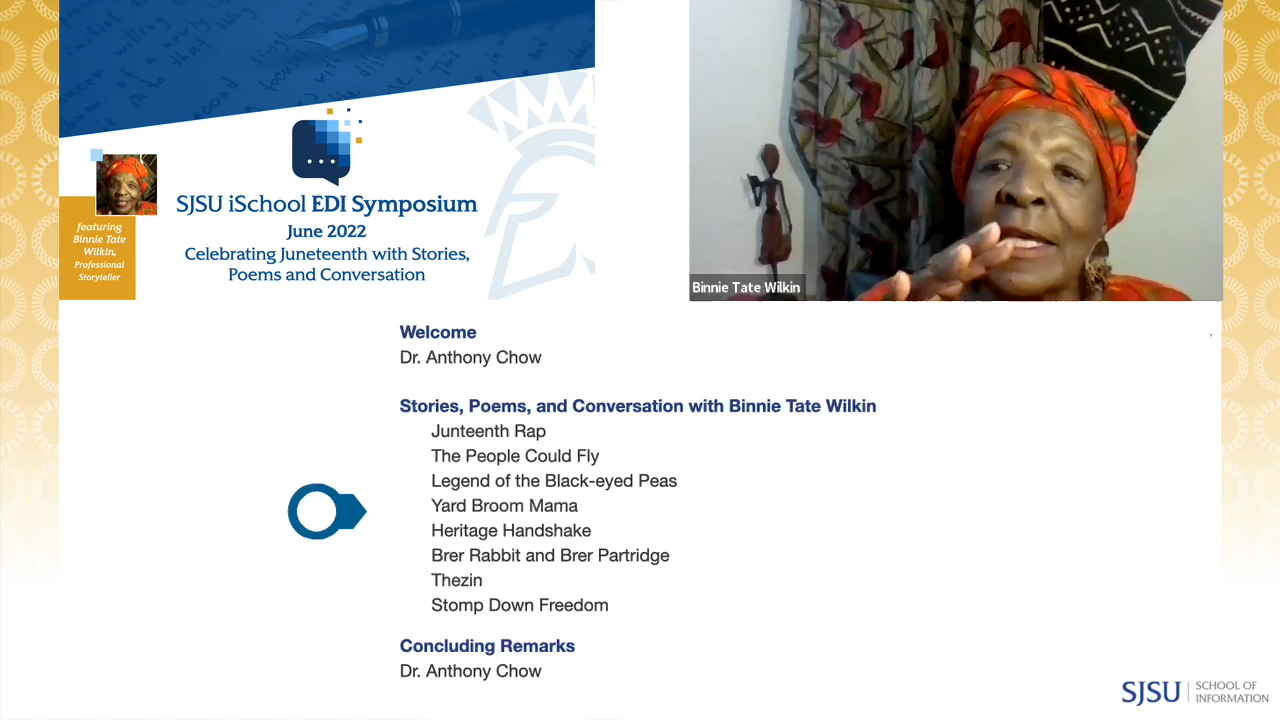 SJSU iSchool EDI Symposium
June 2022
Celebrating Juneteenth with Stories,
Poems and Conversation
featuring
Binnie Tate
Wilkin,
Professional
Storyteller
Binnie Tate Wilkin
Welcome
Dr. Anthony Chow
Stories, Poems, and Conversation with Binnie Tate Wilkin
Junteenth Rap
The People Could Fly
Legend of the Black-eyed Peas
Yard Broom Mama
Heritage Handshake
Brer Rabbit and Brer Partridge
Thezin
Stomp Down Freedom
Concluding Remarks
Dr. Anthony Chow
SJSU
SCHOOL OF
INFORMATION